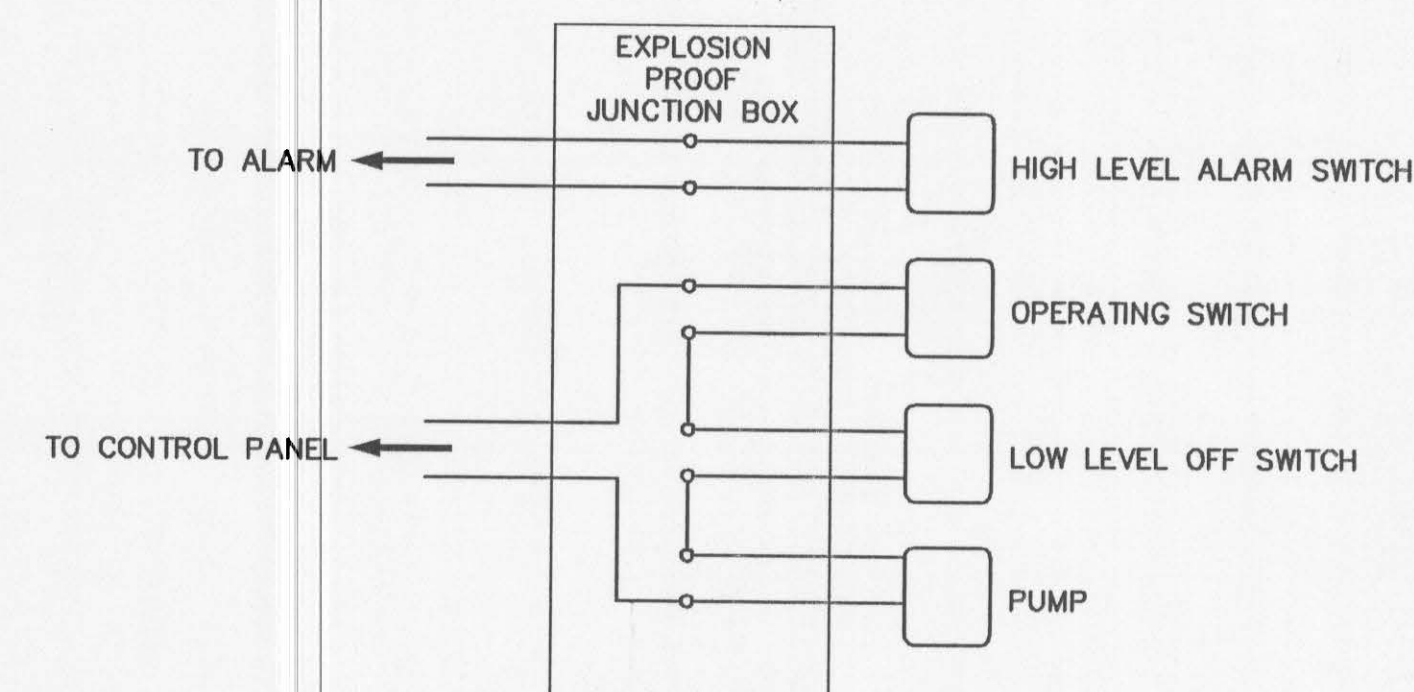 EXPLOSION
PROOF
JUNCTION BOX
TO ALARM
HIGH LEVEL ALARM SWITCH
OPERATING SWITCH
TO CONTROL PANEL
LOW LEVEL OFF SWITCH
PUMP